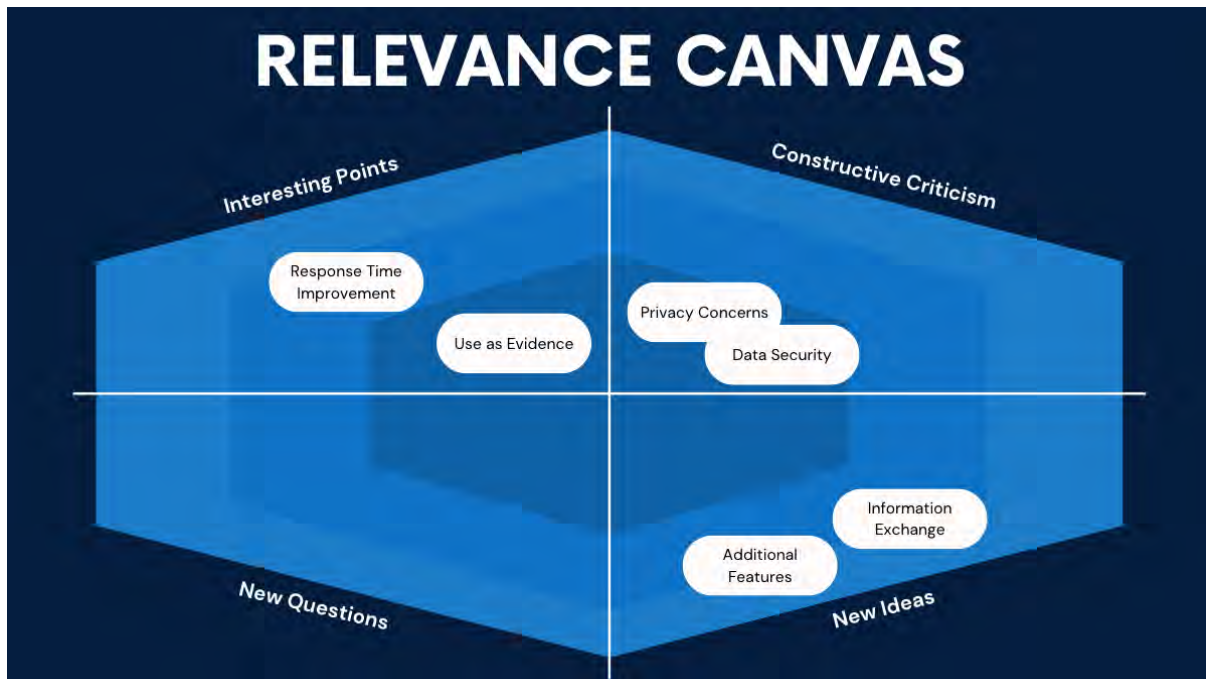 RELEVANCE CANVAS
Interesting Points
Constructive Criticism
Response Time
Improvement
Use as Evidence
Privacy Concerns
Data Security
New Questions
Additional
Features
Information
Exchange
New Ideas